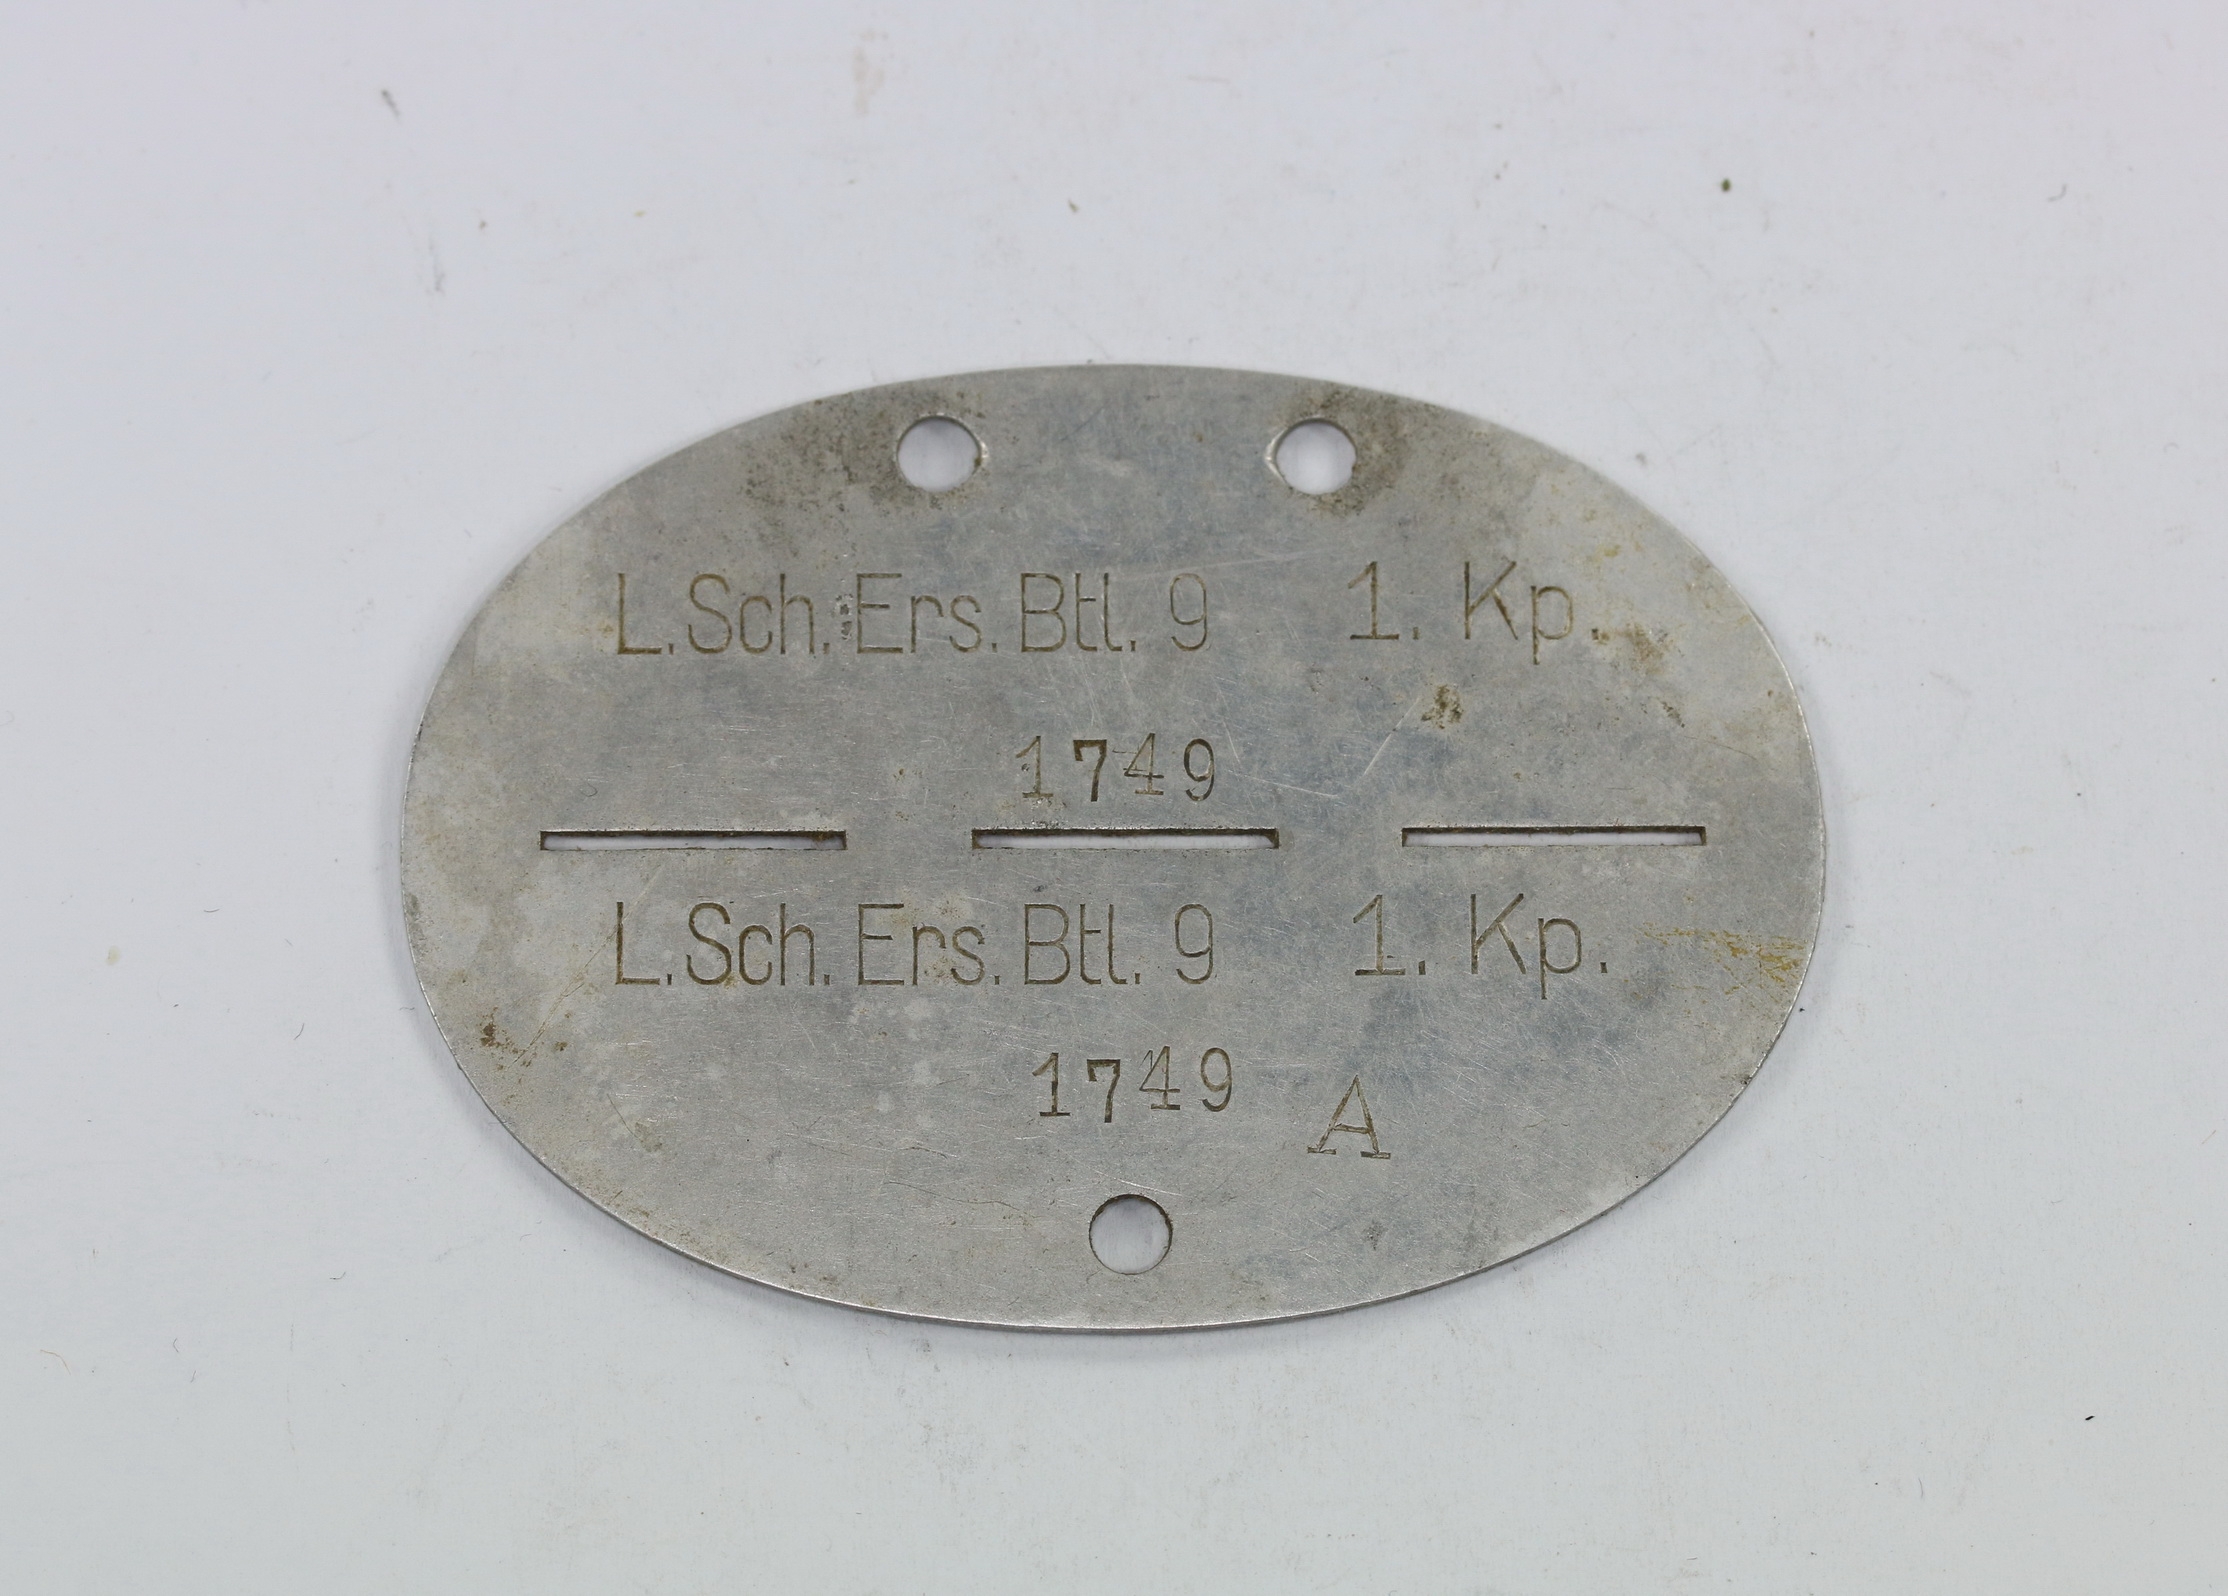 L.Sch.Ers.Btl. 9 1. Kp.
1749
L.Sch.Ers.Btl. 9 1. Kp.
1749 A